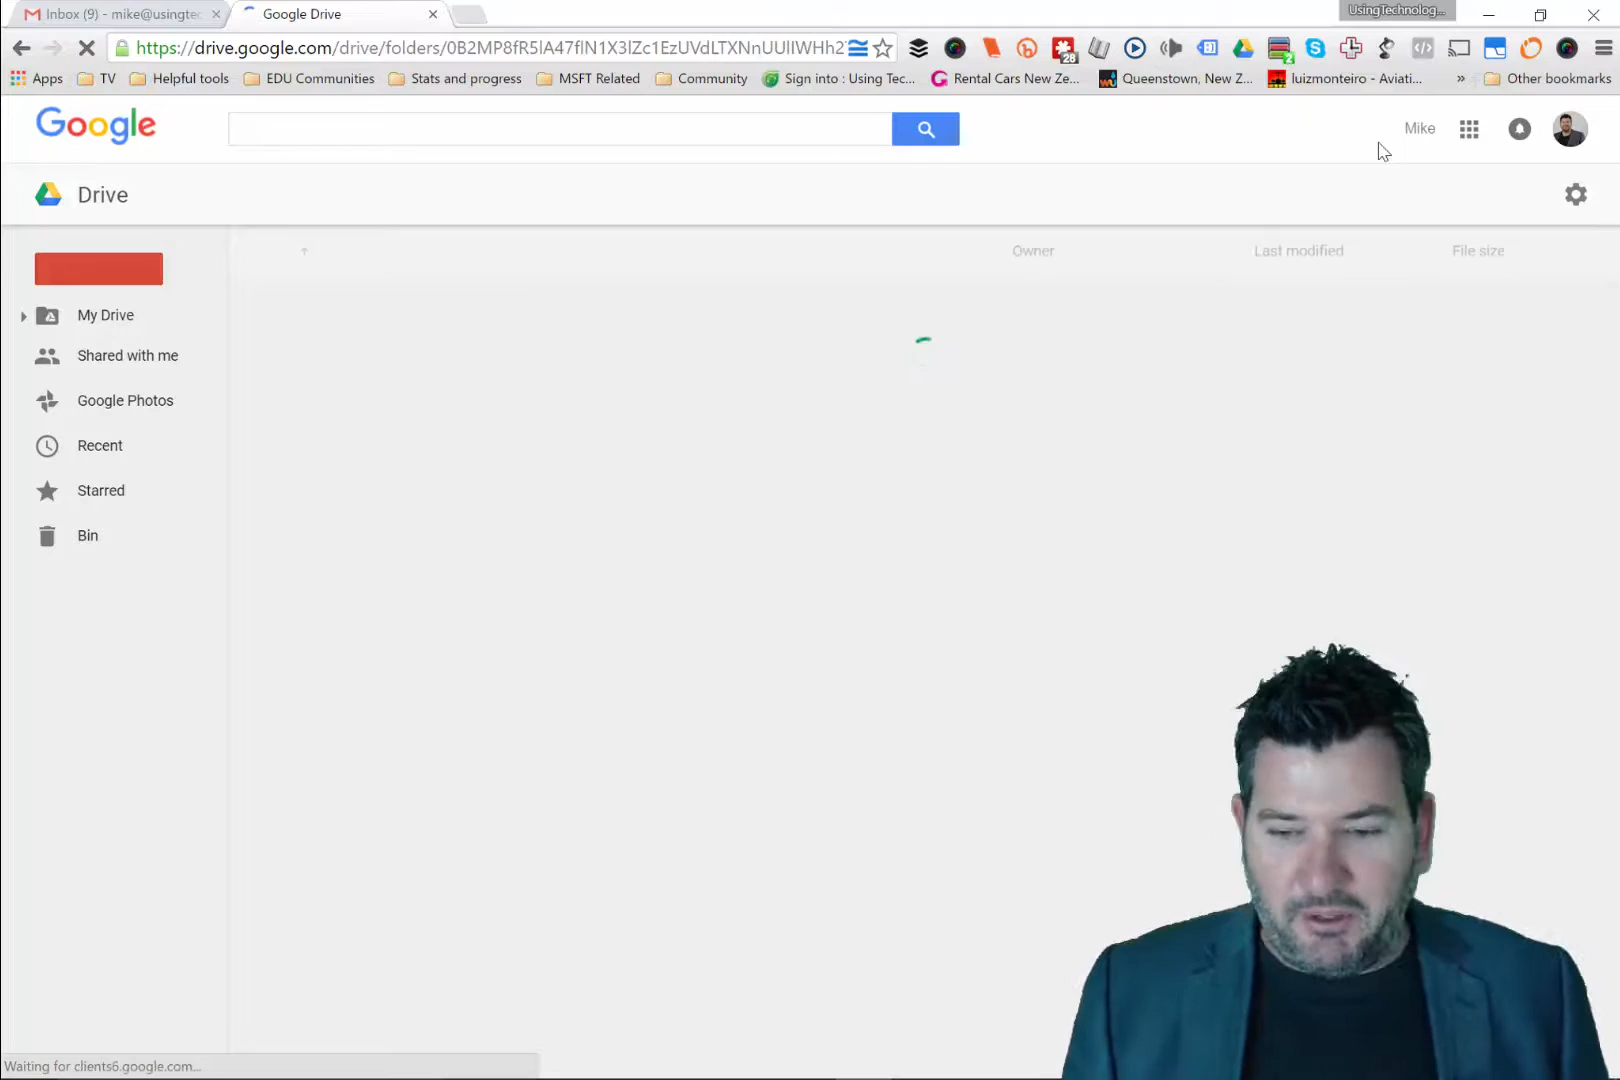 Inbox (9) - mike@usingtec
Google Drive
UsingTechnolog...
https://drive.google.com/drive/folders/0B2MP8fR5lA47flN1X3lZc1EzUVdLTXNnUUlIWHh2
28
2
Apps
TV
Helpful tools
EDU Communities
Stats and progress
MSFT Related
Community
Sign into : Using Tec...
Rental Cars New Ze...
Queenstown, New Z...
luizmonteiro - Aviati...
»
Other bookmarks
Google
Mike
Drive
Owner
Last modified
File size
My Drive
Shared with me
Google Photos
Recent
Starred
Bin
Waiting for clients6.google.com...